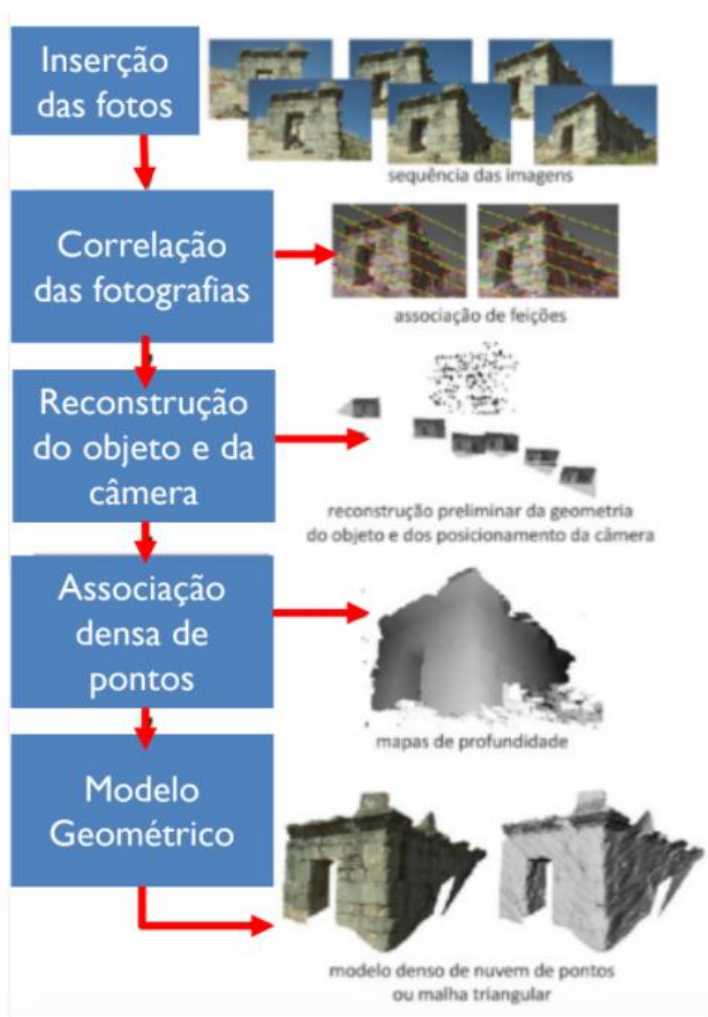 Inserção
das fotos
sequência das imagens
Correlação
das fotografias
associação de feições
Reconstrução
do objeto e da
câmera
reconstrução preliminar da geometria
do objeto e dos posicionamento da câmera
Associação
densa de
pontos
mapas de profundidade
Modelo
Geométrico
modelo denso de nuvem de pontos
ou malha triangular